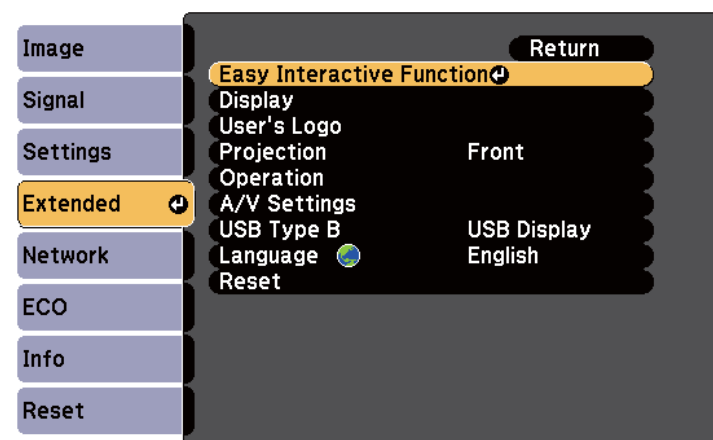 Image
Signal
Settings
Extended
Network
ECO
Info
Reset
Return
Easy Interactive Function
Display
User's Logo
Projection Front
Operation
A/V Settings
USB Type B USB Display
Language English
Reset